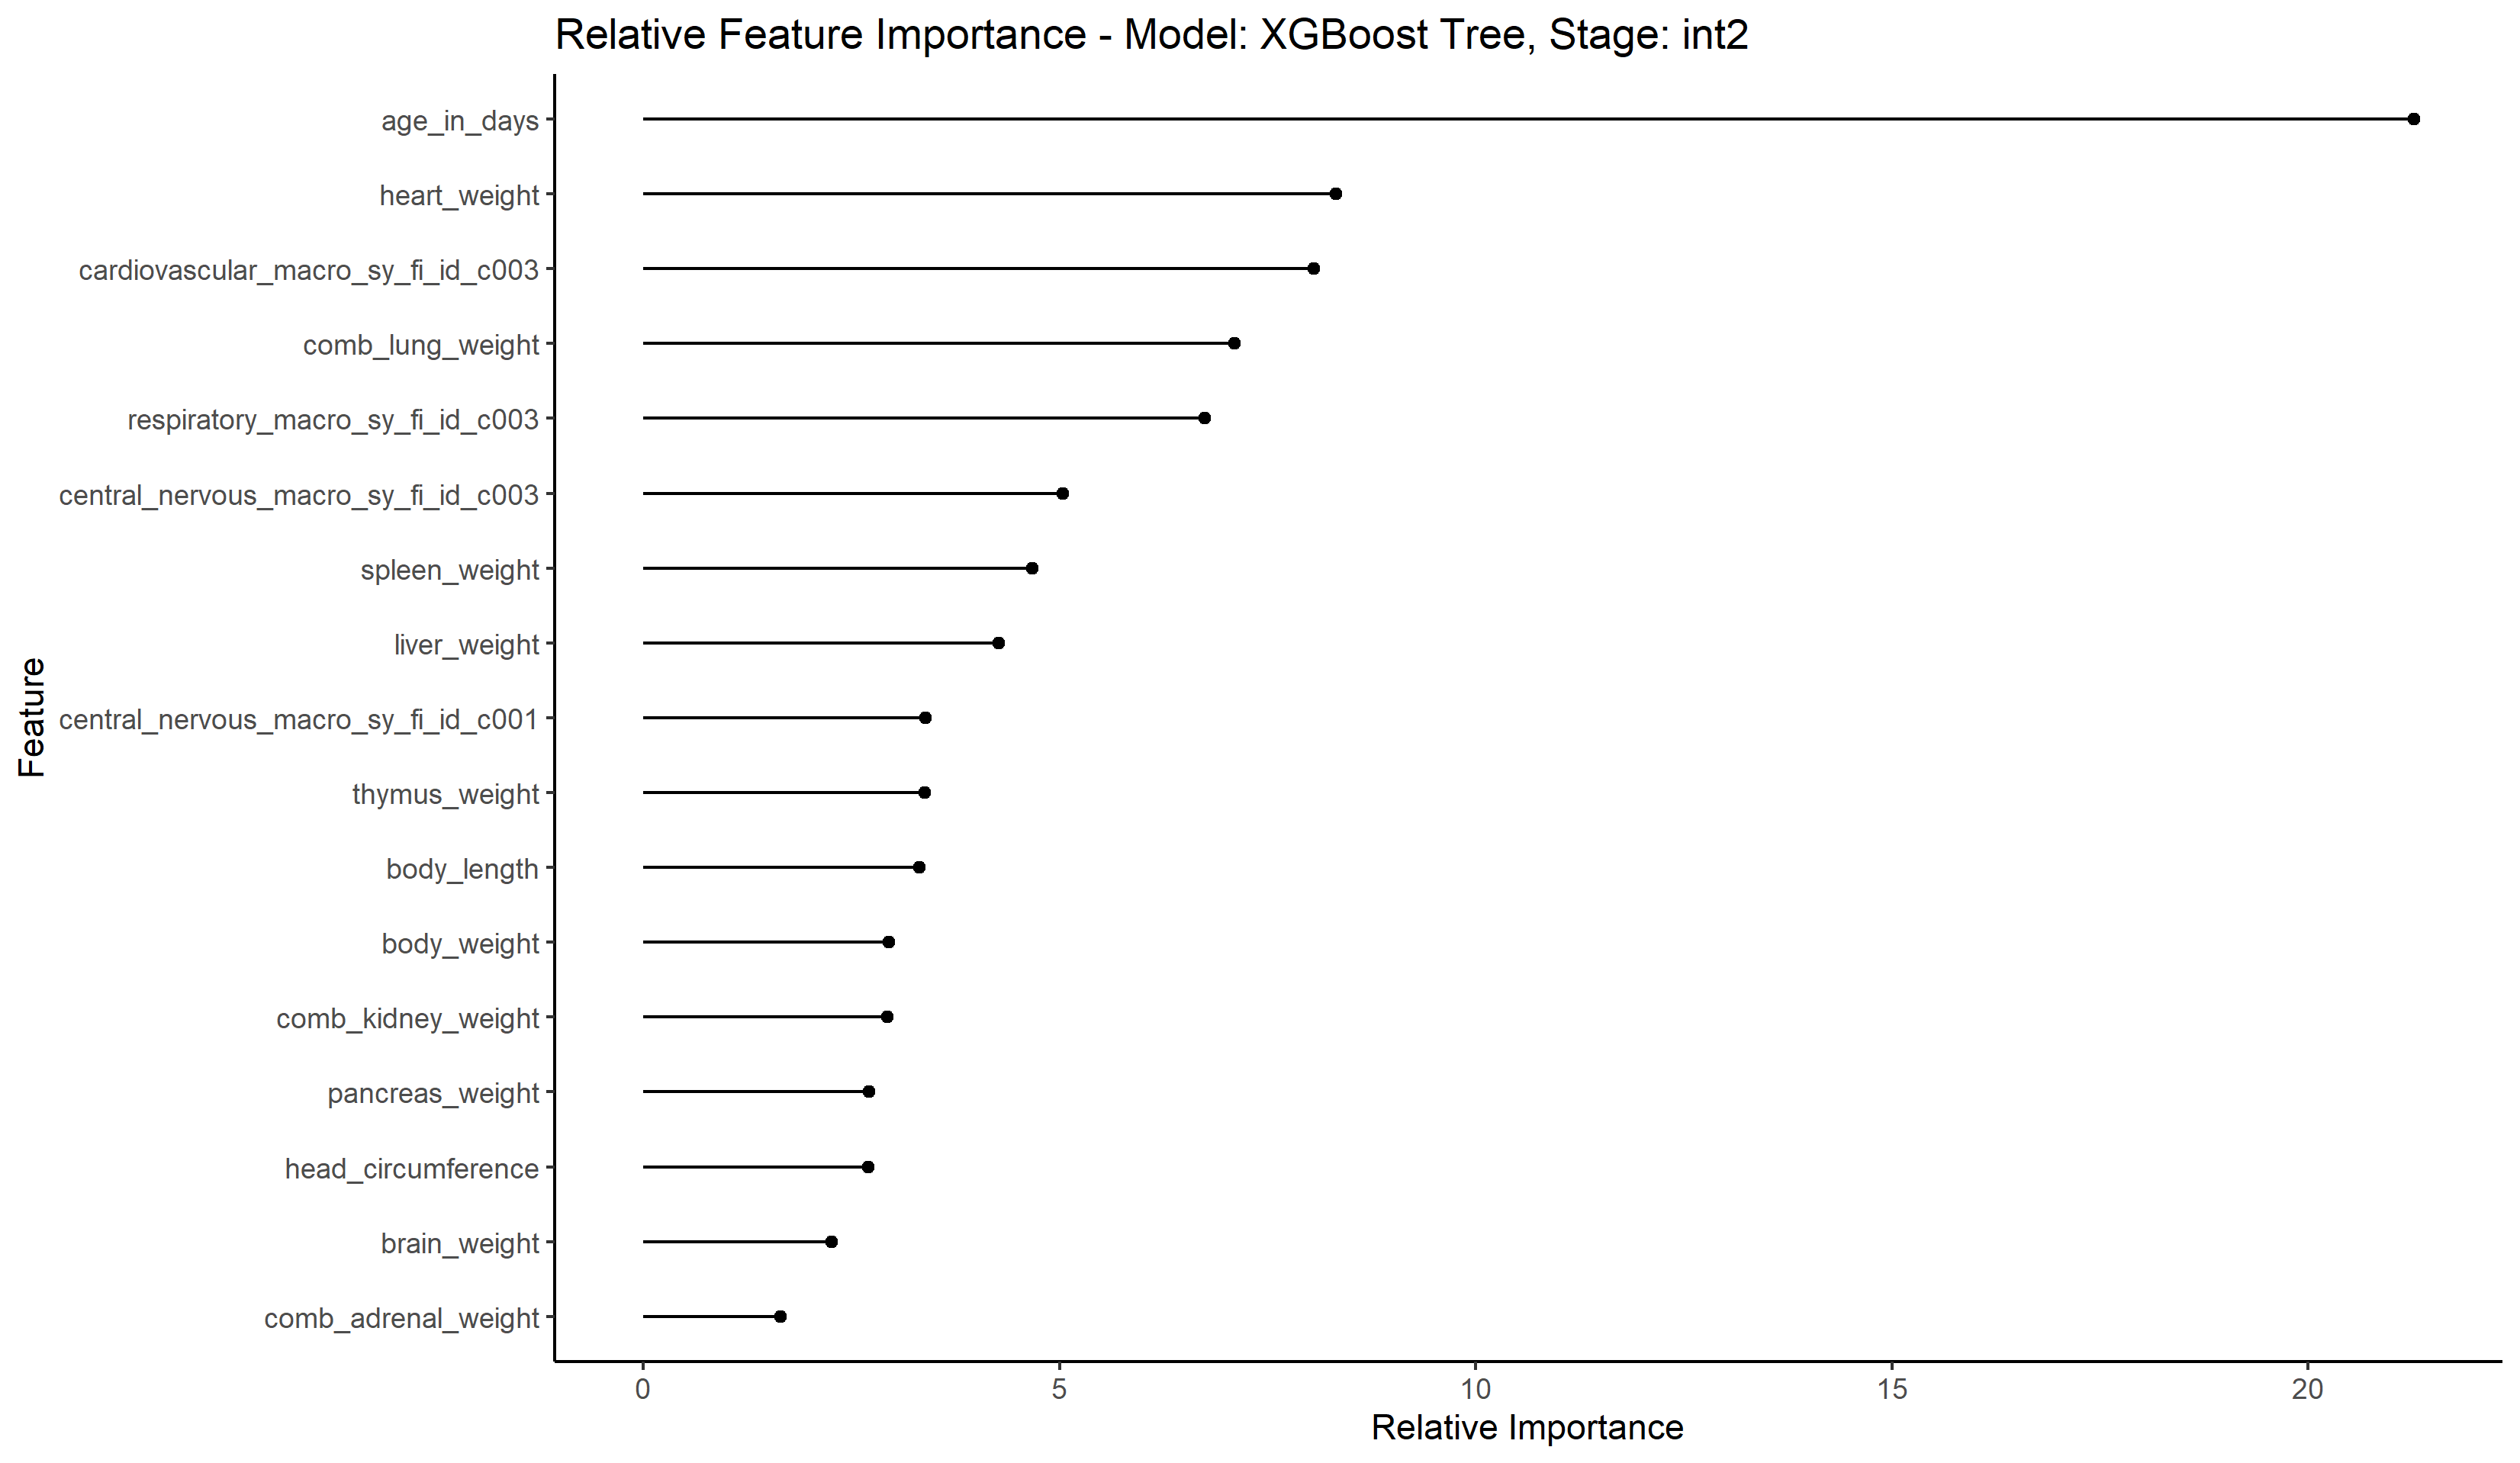 Relative Feature Importance - Model: XGBoost Tree, Stage: int2
Feature
age_in_days
heart_weight
cardiovascular_macro_sy_fi_id_c003
comb_lung_weight
respiratory_macro_sy_fi_id_c003
central_nervous_macro_sy_fi_id_c003
spleen_weight
liver_weight
central_nervous_macro_sy_fi_id_c001
thymus_weight
body_length
body_weight
comb_kidney_weight
pancreas_weight
head_circumference
brain_weight
comb_adrenal_weight
0 5 10 15 20
Relative Importance